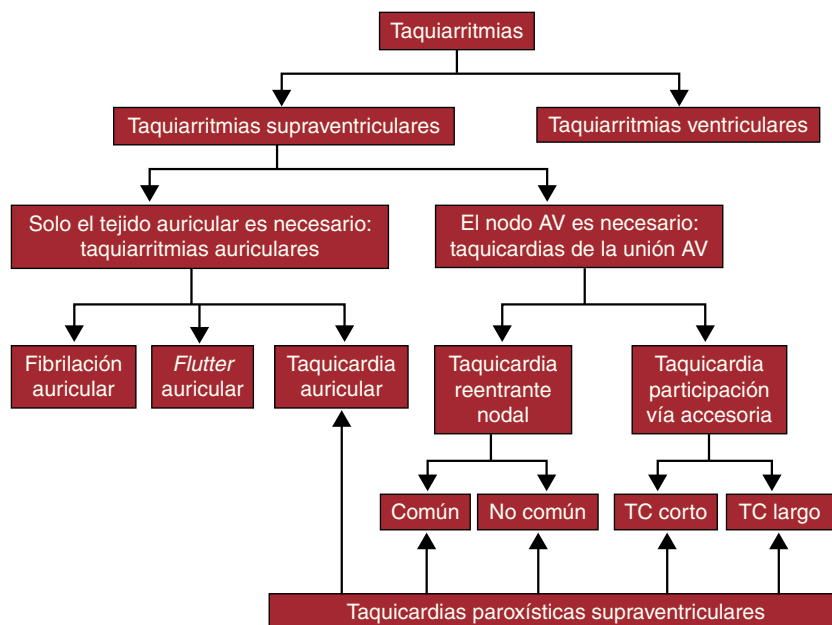 Taquiarritmias
Taquiarritmias supraventriculares
Taquiarritmias ventriculares
Solo el tejido auricular es necesario:
taquiarritmias auriculares
El nodo AV es necesario:
taquicardias de la unión AV
Fibrilación
auricular
Flutter
auricular
Taquicardia
auricular
Taquicardia
reentrante
nodal
Taquicardia
participación
vía accesoria
Común
No común
TC corto
TC largo
Taquicardias paroxísticas supraventriculares